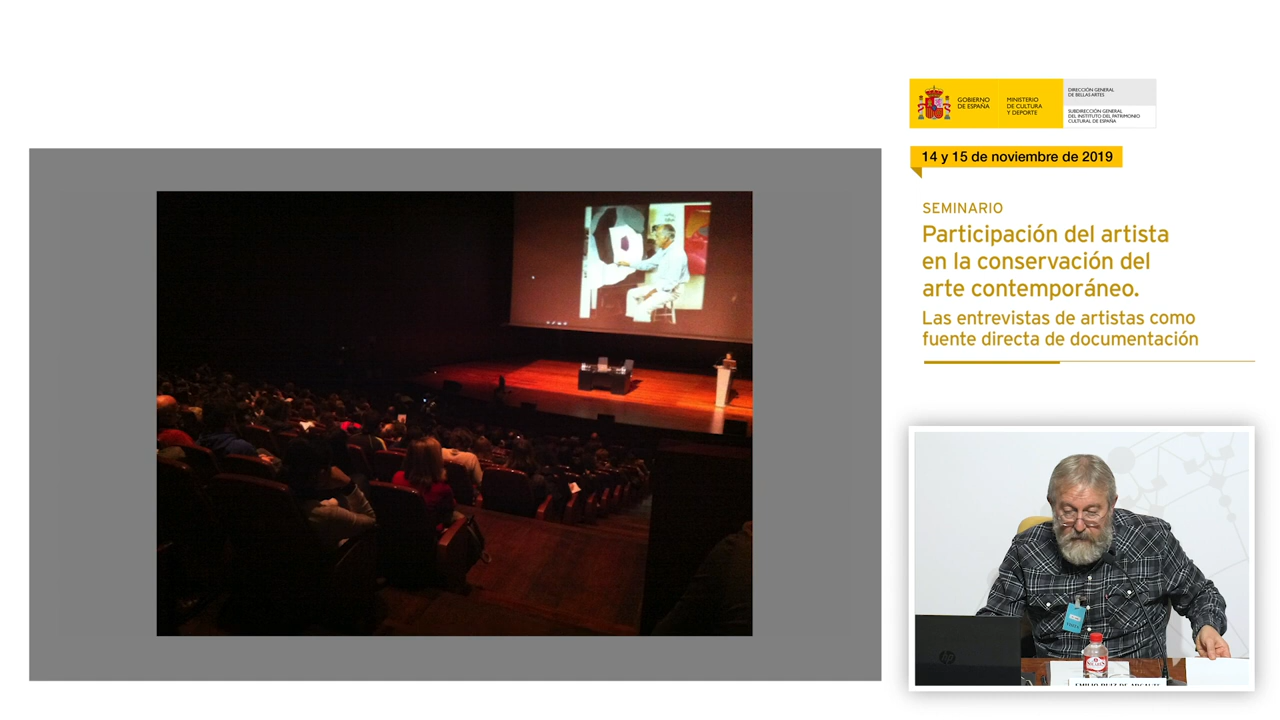 GOBIERNO
DE ESPAÑA
MINISTERIO
DE CULTURA
Y DEPORTE
DIRECCIÓN GENERAL
DE BELLAS ARTES
SUBDIRECCIÓN GENERAL
DEL INSTITUTO DEL PATRIMONIO
CULTURAL DE ESPAÑA
14 y 15 de noviembre de 2019
SEMINARIO
Participación del artista
en la conservación del
arte contemporáneo.
Las entrevistas de artistas como
fuente directa de documentación
hp